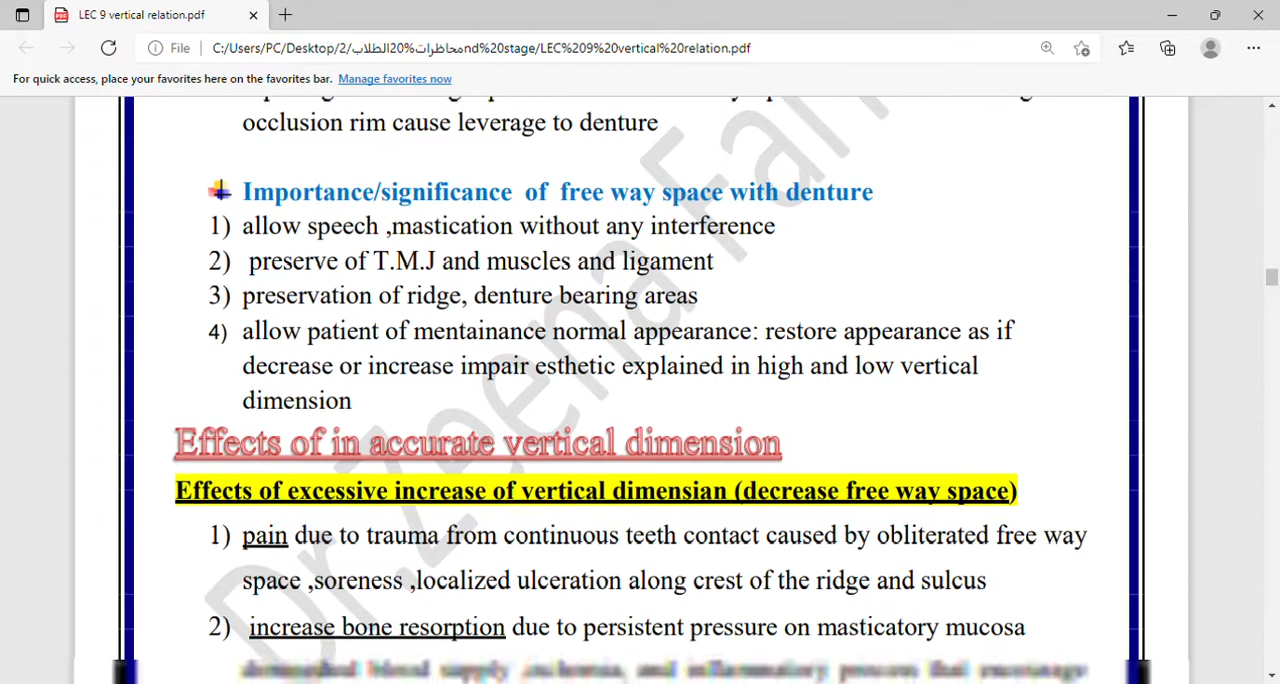 LEC 9 vertical relation.pdf
File C:/Users/PC/Desktop/2/محاظرات%20الطلابnd%20stage/LEC%209%20vertical%20relation.pdf
For quick access, place your favorites here on the favorites bar. Manage favorites now
occlusion rim cause leverage to denture
Importance/significance of free way space with denture
1) allow speech ,mastication without any interference
2) preserve of T.M.J and muscles and ligament
3) preservation of ridge, denture bearing areas
4) allow patient of mentainance normal appearance: restore appearance as if
decrease or increase impair esthetic explained in high and low vertical
dimension
Effects of in accurate vertical dimension
Effects of excessive increase of vertical dimensian (decrease free way space)
1) pain due to trauma from continuous teeth contact caused by obliterated free way
space ,soreness ,localized ulceration along crest of the ridge and sulcus
2) increase bone resorption due to persistent pressure on masticatory mucosa
Dr.Zeena